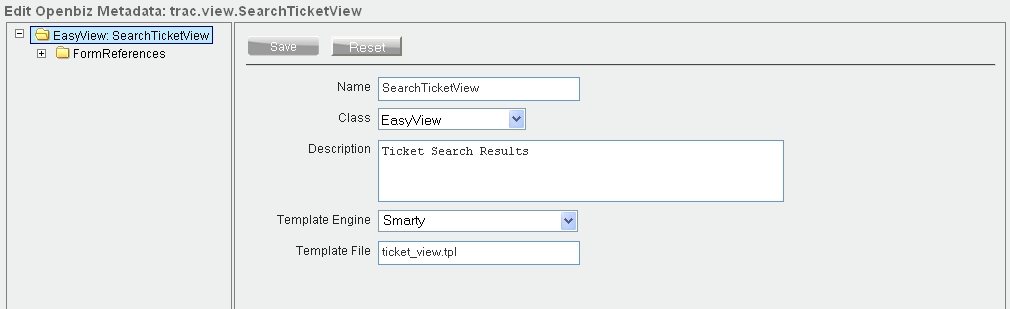 Edit Openbiz Metadata: trac.view.SearchTicketView
EasyView: SearchTicketView
FormReferences
Save Reset
Name SearchTicketView
Class EasyView
Description Ticket Search Results
Template Engine Smarty
Template File ticket_view.tpl